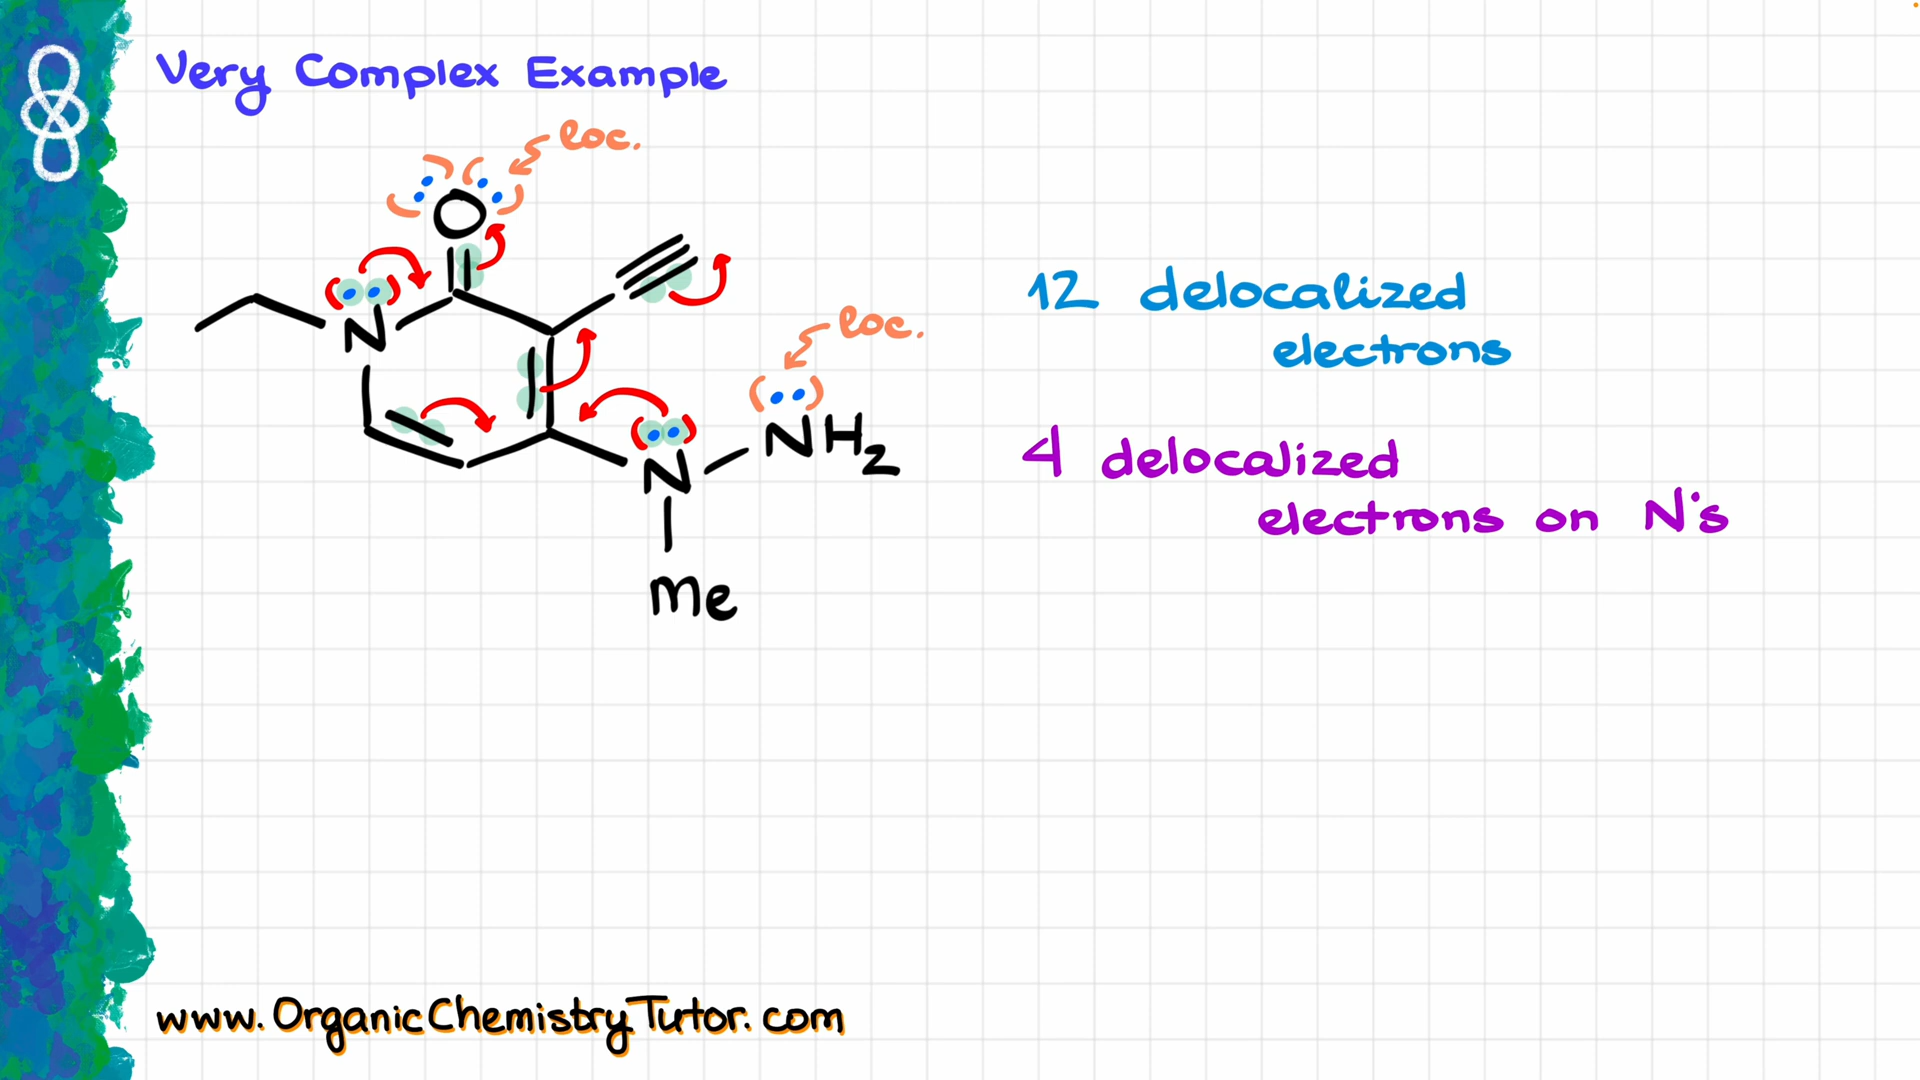 Very Complex Example
loc.
O
N
loc.
NH2
N
Me
12 delocalized
electrons
4 delocalized
electrons on N's
www.OrganicChemistryTutor.com